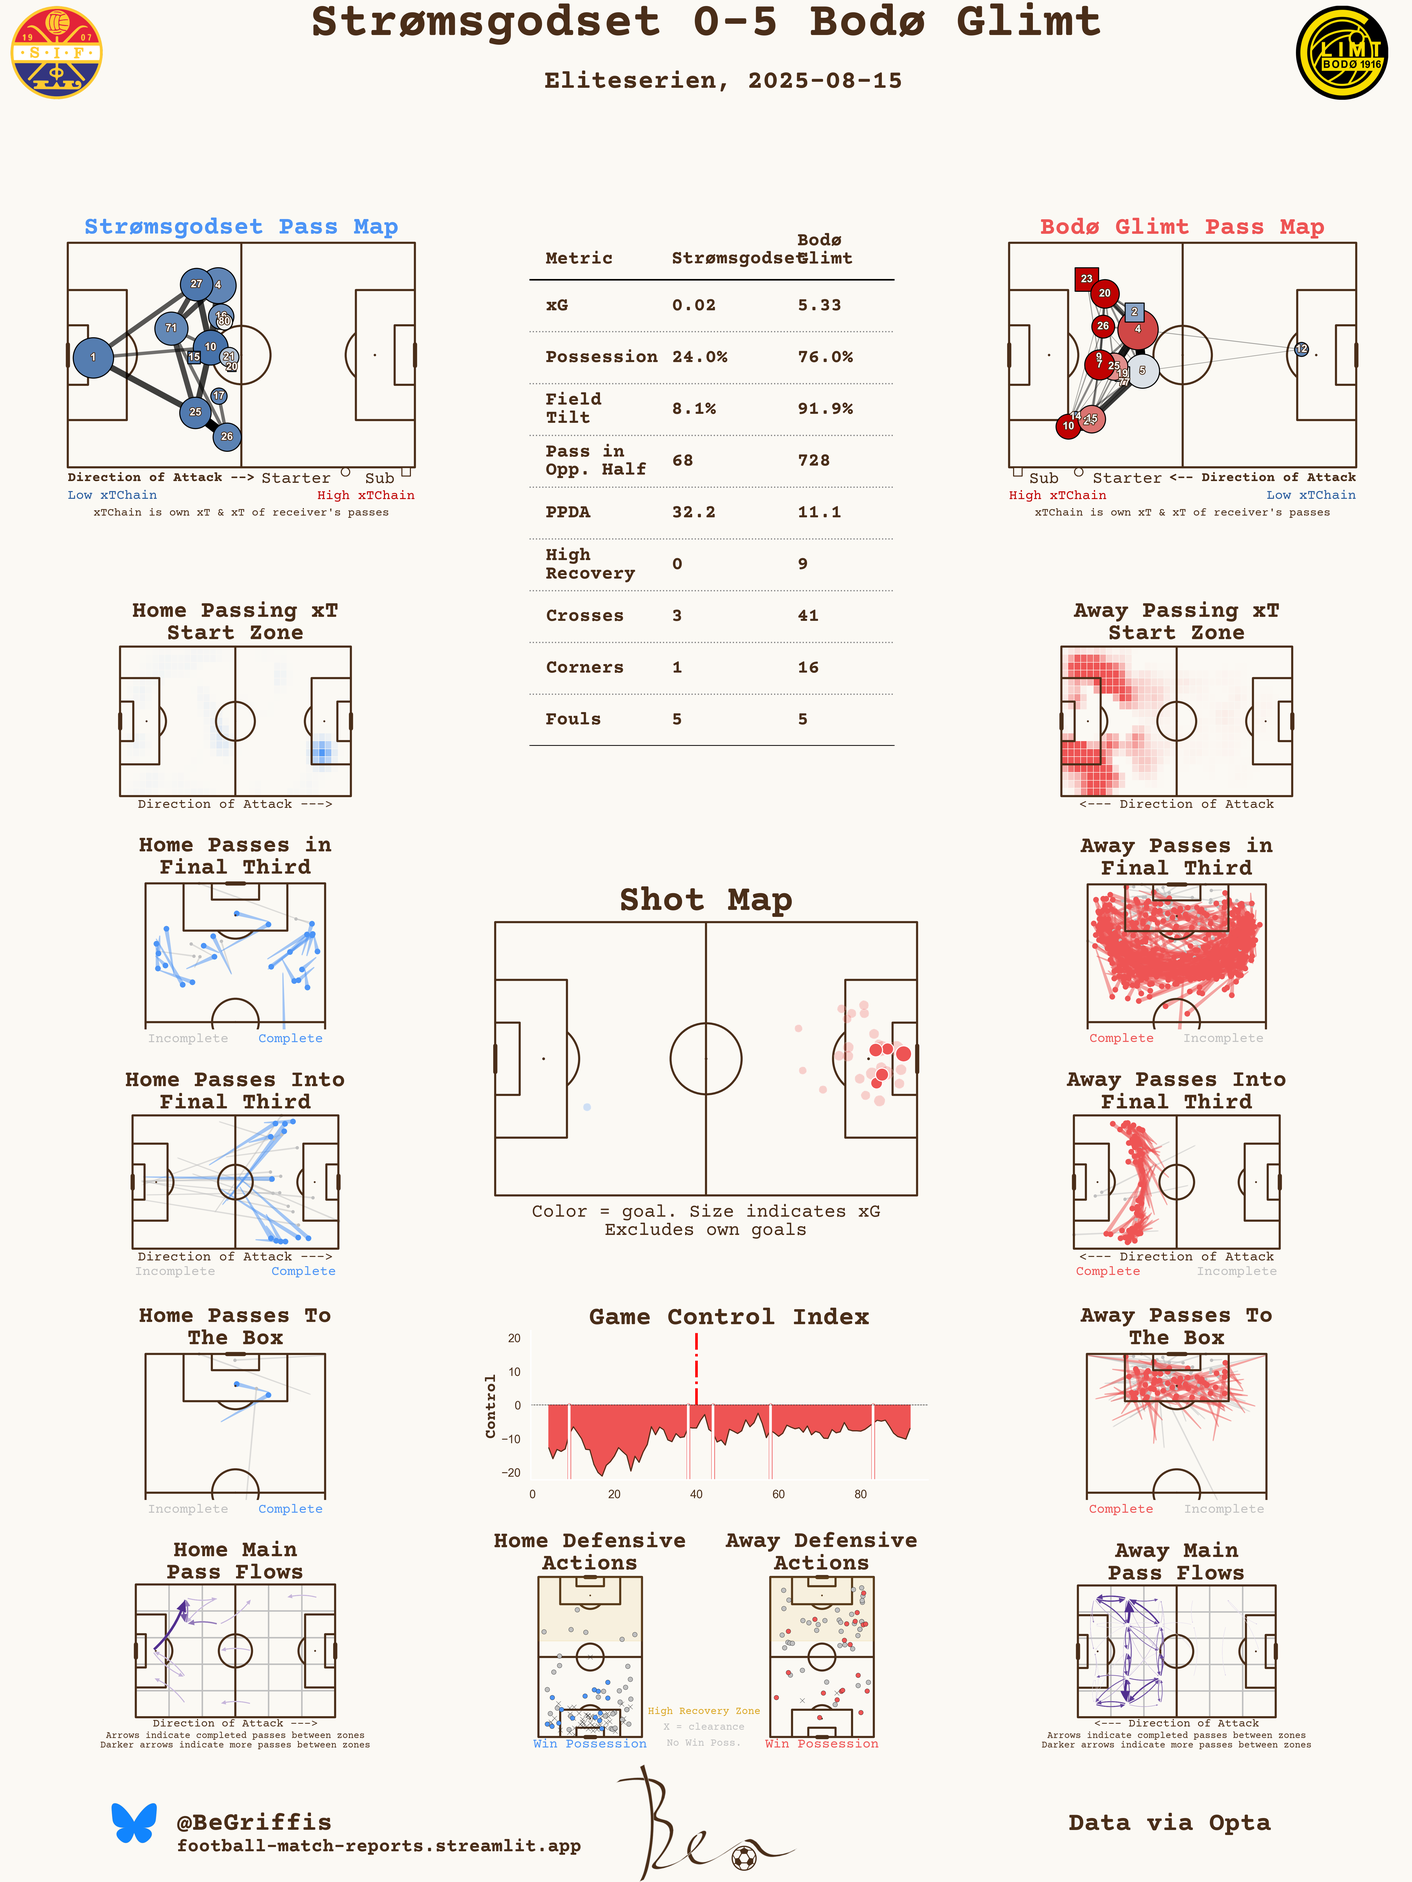 Strømsgodset 0-5 Bodø Glimt
Eliteserien, 2025-08-15
19 07
S.I.F
GLIMT
BODØ 1916
Strømsgodset Pass Map
27
4
71
80
1
15
10
21
20
17
25
26
Direction of Attack --> Starter Sub
Low xTChain High xTChain
xTChain is own xT & xT of receiver's passes
Metric Strømsgodset Bodø Glimt
xG 0.02 5.33
Possession 24.0% 76.0%
Field Tilt 8.1% 91.9%
Pass in Opp. Half 68 728
PPDA 32.2 11.1
High Recovery 0 9
Crosses 3 41
Corners 1 16
Fouls 5 5
Bodø Glimt Pass Map
23
20
2
26
4
12
9
7
25
19
77
5
14
15
10
Sub Starter <-- Direction of Attack
High xTChain Low xTChain
xTChain is own xT & xT of receiver's passes
Home Passing xT
Start Zone
Direction of Attack --->
Away Passing xT
Start Zone
<--- Direction of Attack
Home Passes in
Final Third
Incomplete Complete
Shot Map
Color = goal. Size indicates xG
Excludes own goals
Away Passes in
Final Third
Complete Incomplete
Home Passes Into
Final Third
Direction of Attack --->
Incomplete Complete
Away Passes Into
Final Third
<--- Direction of Attack
Complete Incomplete
Home Passes To
The Box
Incomplete Complete
Game Control Index
Control
20
10
0
−10
−20
0 20 40 60 80
Away Passes To
The Box
Complete Incomplete
Home Main
Pass Flows
Direction of Attack --->
Arrows indicate completed passes between zones
Darker arrows indicate more passes between zones
Home Defensive
Actions
Win Possession
High Recovery Zone
X = clearance
No Win Poss.
Away Defensive
Actions
Win Possession
Away Main
Pass Flows
<--- Direction of Attack
Arrows indicate completed passes between zones
Darker arrows indicate more passes between zones
@BeGriffis
football-match-reports.streamlit.app
Ben
Data via Opta